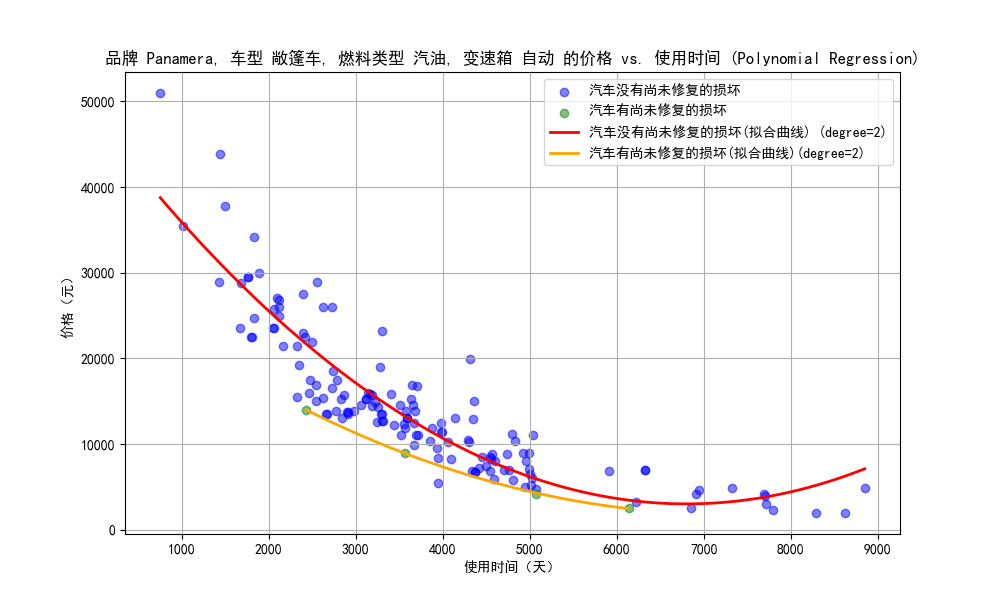 品牌 Panamera, 车型 敞篷车, 燃料类型 汽油, 变速箱 自动 的价格 vs. 使用时间 (Polynomial Regression)
汽车没有尚未修复的损坏
汽车有尚未修复的损坏
汽车没有尚未修复的损坏(拟合曲线) (degree=2)
汽车有尚未修复的损坏(拟合曲线)(degree=2)
价格（元）
50000
40000
30000
20000
10000
0
1000 2000 3000 4000 5000 6000 7000 8000 9000
使用时间（天）